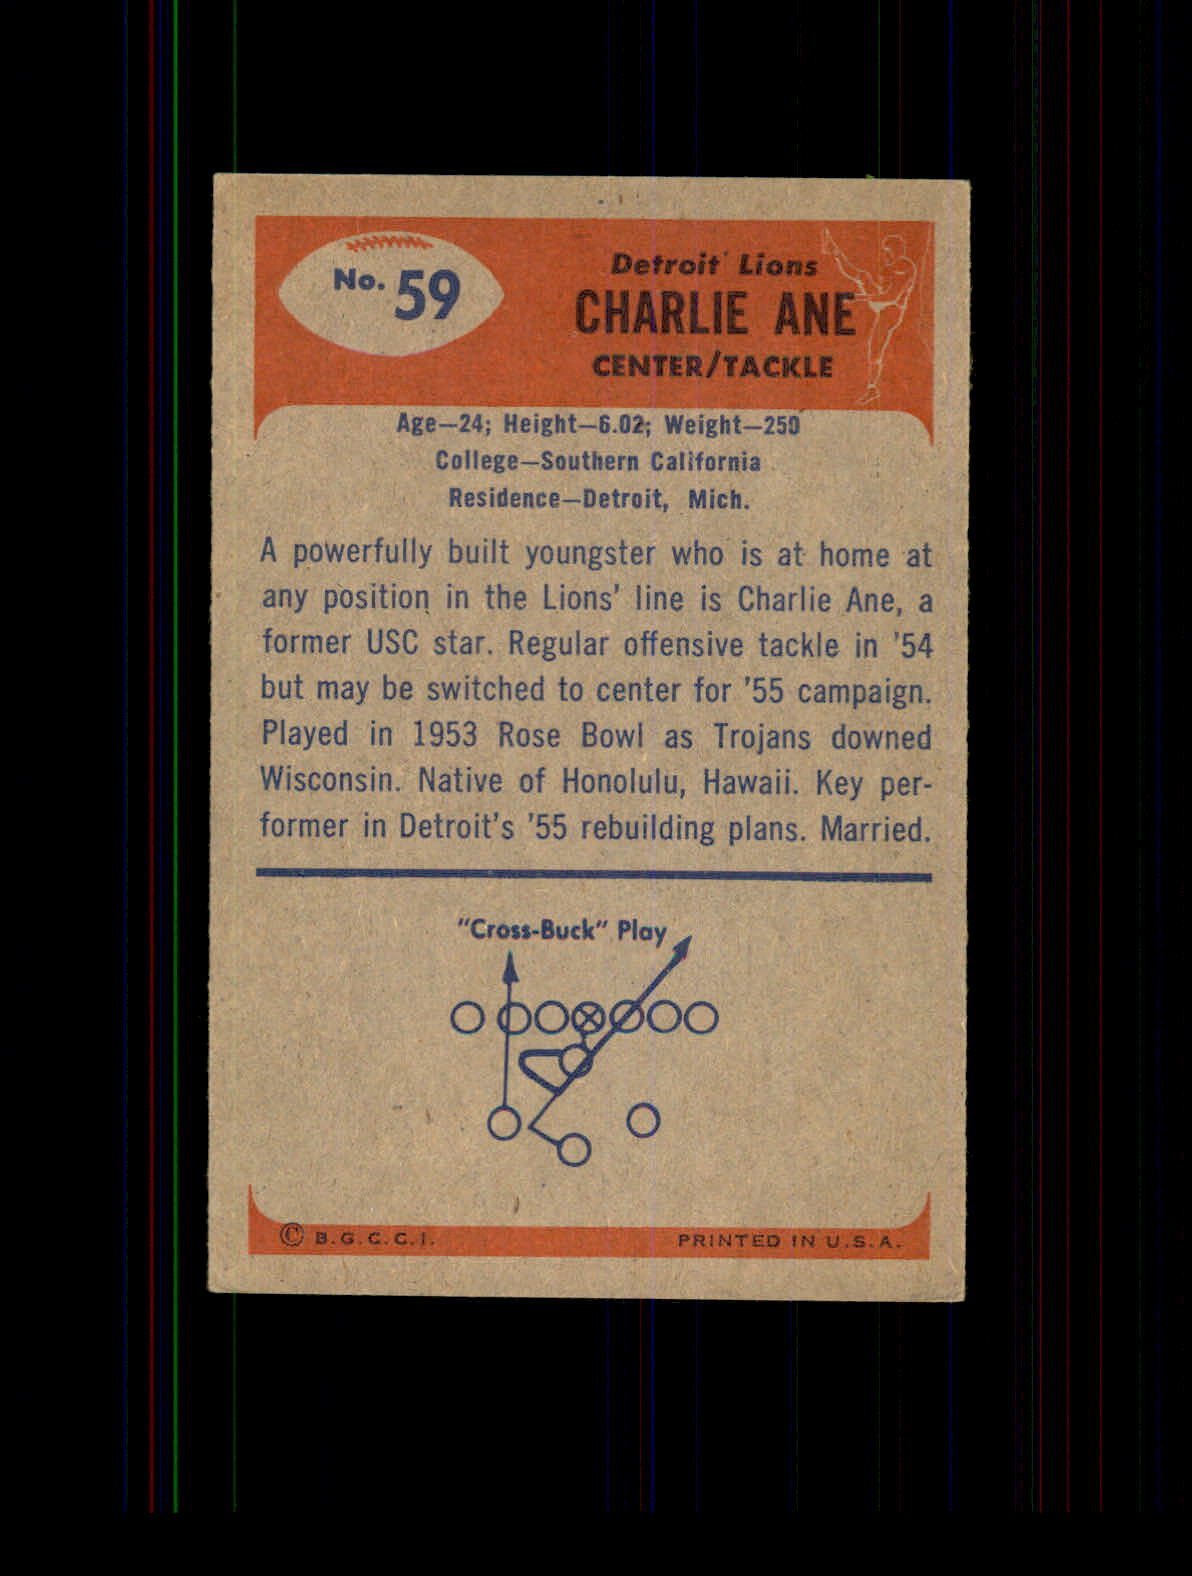 No. 59
Detroit Lions
CHARLIE ANE
CENTER/TACKLE
Age—24; Height—6.02; Weight—250
College—Southern California
Residence—Detroit, Mich.
A powerfully built youngster who is at home at
any position in the Lions' line is Charlie Ane, a
former USC star. Regular offensive tackle in '54
but may be switched to center for '55 campaign.
Played in 1953 Rose Bowl as Trojans downed
Wisconsin. Native of Honolulu, Hawaii. Key per-
former in Detroit's '55 rebuilding plans. Married.
"Cross-Buck" Play
© B.G.C.C.I.
PRINTED IN U.S.A.